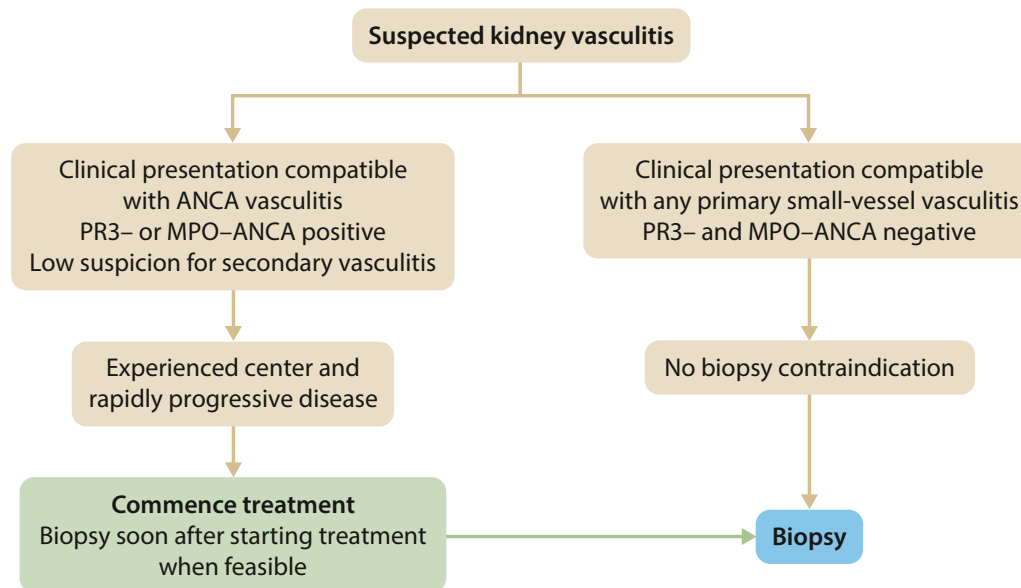 Suspected kidney vasculitis
Clinical presentation compatible
with ANCA vasculitis
PR3– or MPO–ANCA positive
Low suspicion for secondary vasculitis
Clinical presentation compatible
with any primary small-vessel vasculitis
PR3– and MPO–ANCA negative
Experienced center and
rapidly progressive disease
No biopsy contraindication
Commence treatment
Biopsy soon after starting treatment
when feasible
Biopsy